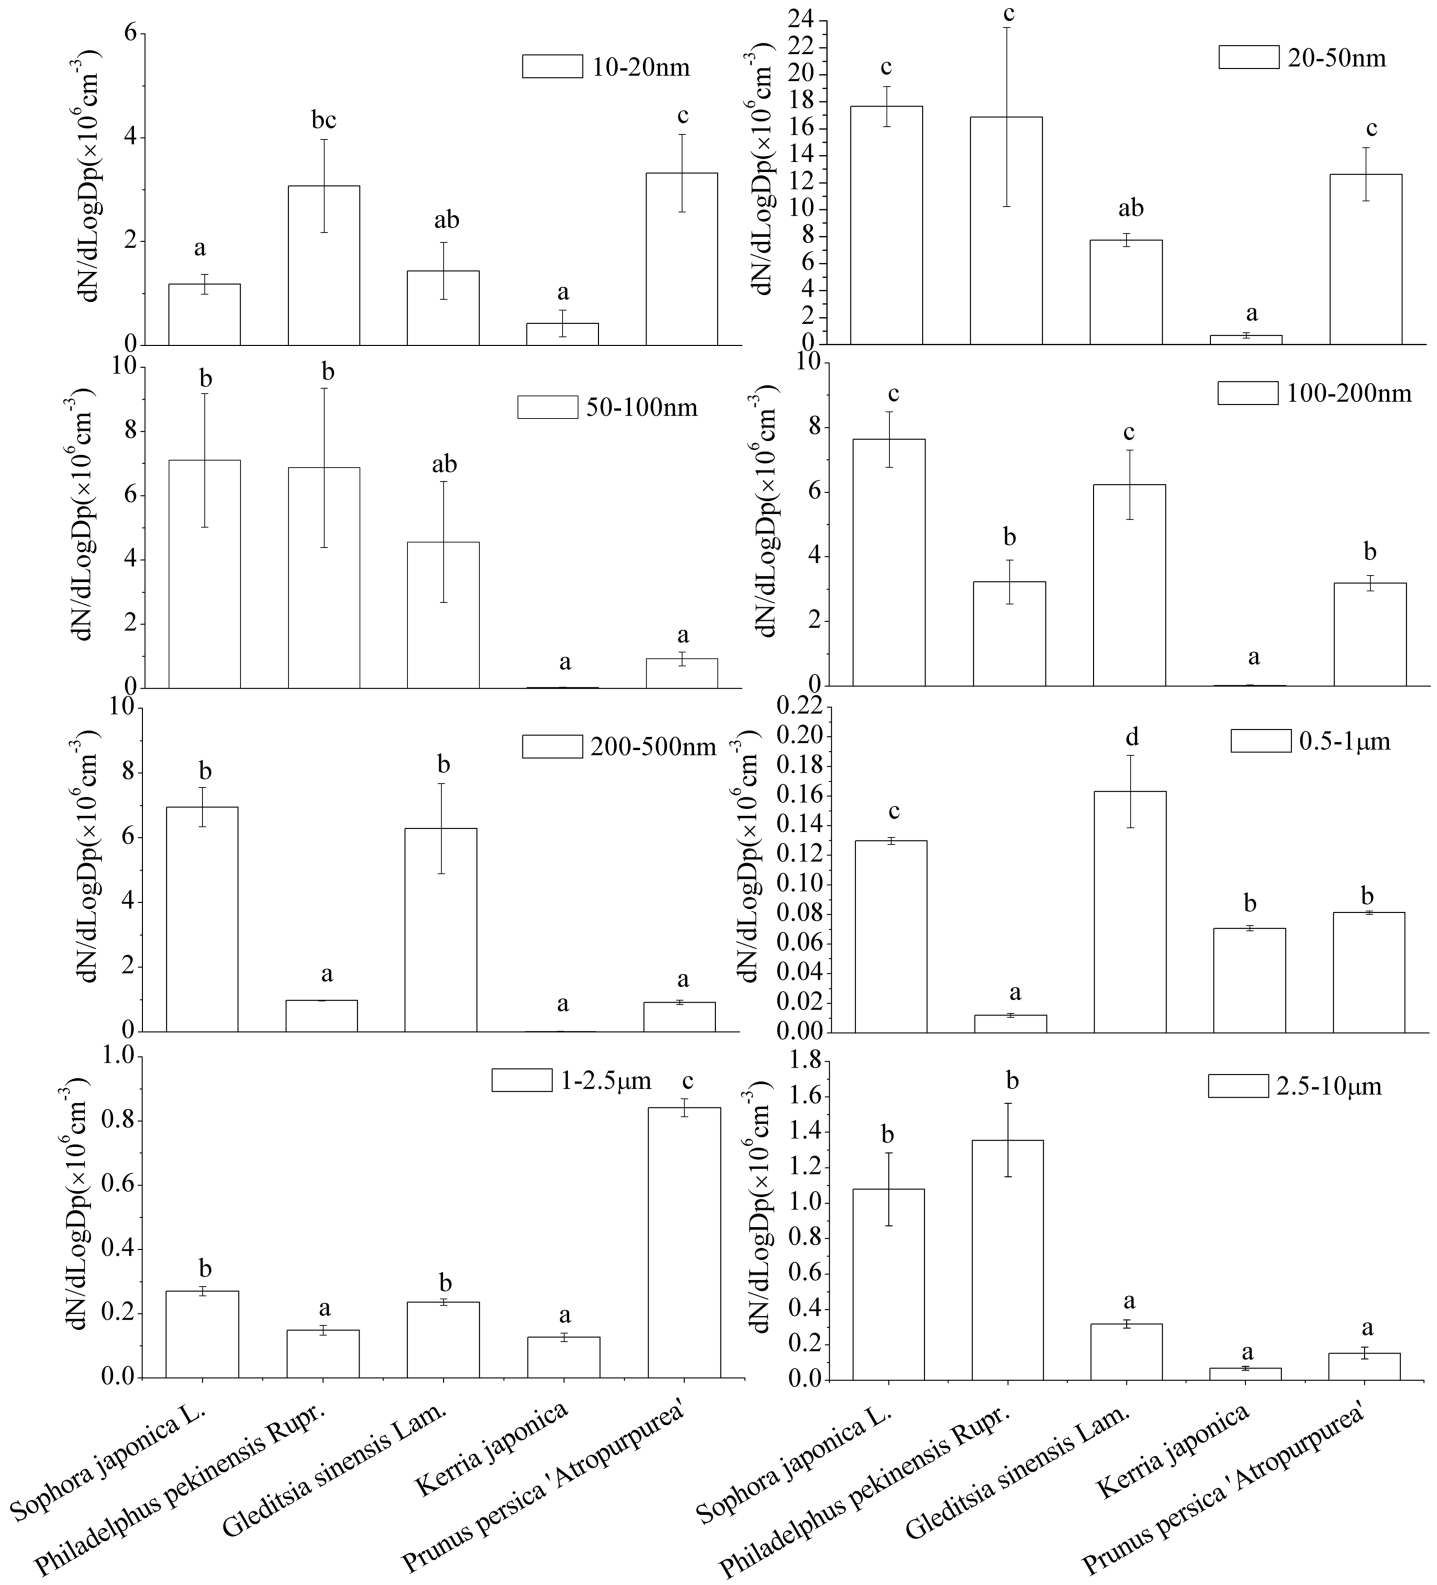 6
4
2
0
dN/dLogDp(×10⁶cm⁻³)
10-20nm
a
bc
ab
a
c
24
22
20
18
16
14
12
10
8
6
4
2
0
dN/dLogDp(×10⁶cm⁻³)
20-50nm
c
c
ab
a
c
10
8
6
4
2
0
dN/dLogDp(×10⁶cm⁻³)
50-100nm
b
b
ab
a
a
10
8
6
4
2
0
dN/dLogDp(×10⁶cm⁻³)
100-200nm
c
b
c
a
b
10
8
6
4
2
0
dN/dLogDp(×10⁶cm⁻³)
200-500nm
b
a
b
a
a
0.22
0.20
0.18
0.16
0.14
0.12
0.10
0.08
0.06
0.04
0.02
0.00
dN/dLogDp(×10⁶cm⁻³)
0.5-1μm
c
a
d
b
b
1.0
0.8
0.6
0.4
0.2
0.0
dN/dLogDp(×10⁶cm⁻³)
1-2.5μm
b
a
b
a
c
1.8
1.6
1.4
1.2
1.0
0.8
0.6
0.4
0.2
0.0
dN/dLogDp(×10⁶cm⁻³)
2.5-10μm
b
b
a
a
a
Sophora japonica L.
Philadelphus pekinensis Rupr.
Gleditsia sinensis Lam.
Kerria japonica
Prunus persica 'Atropurpurea'
Sophora japonica L.
Philadelphus pekinensis Rupr.
Gleditsia sinensis Lam.
Kerria japonica
Prunus persica 'Atropurpurea'